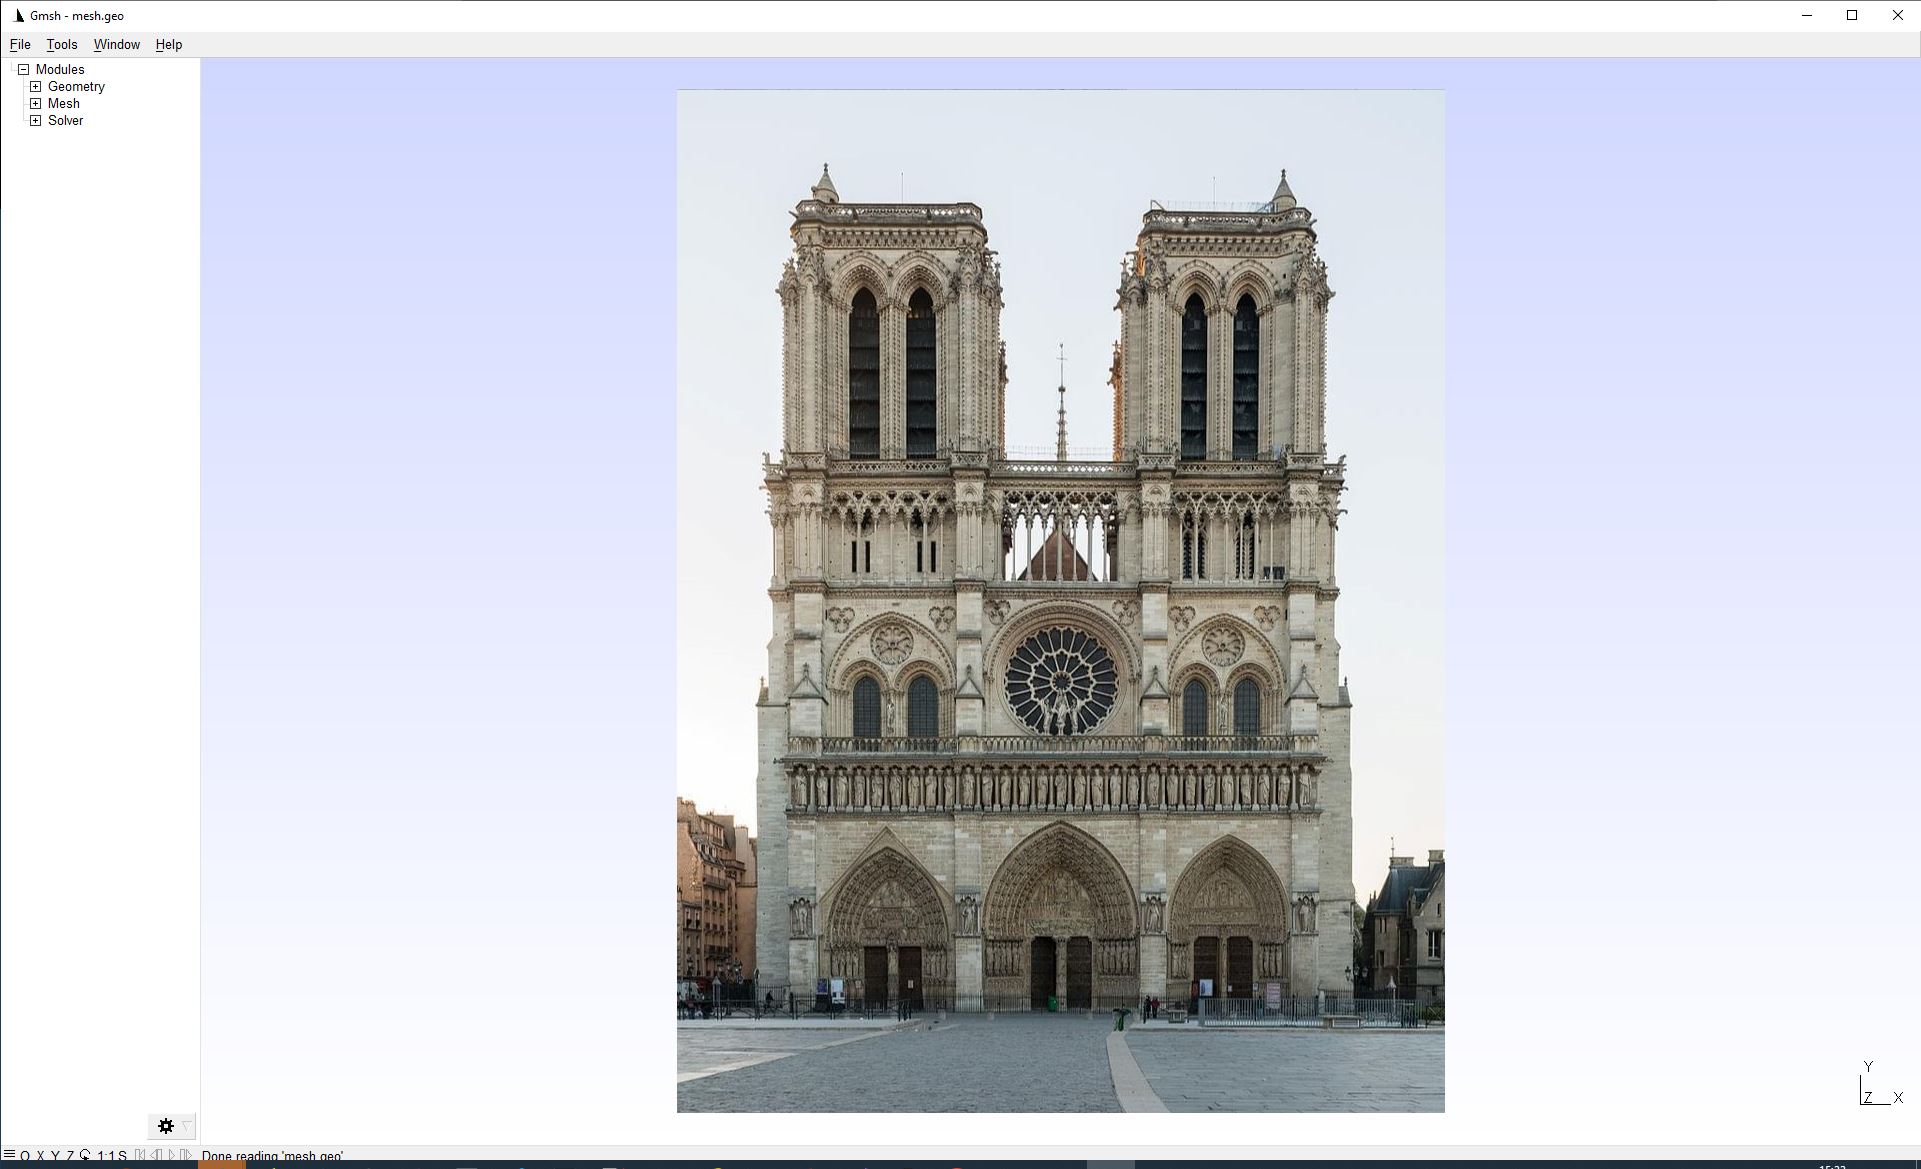 Gmsh - mesh.geo
File Tools Window Help
Modules
Geometry
Mesh
Solver
Y
Z X
O X Y Z 1:1 S Done reading 'mesh.geo'